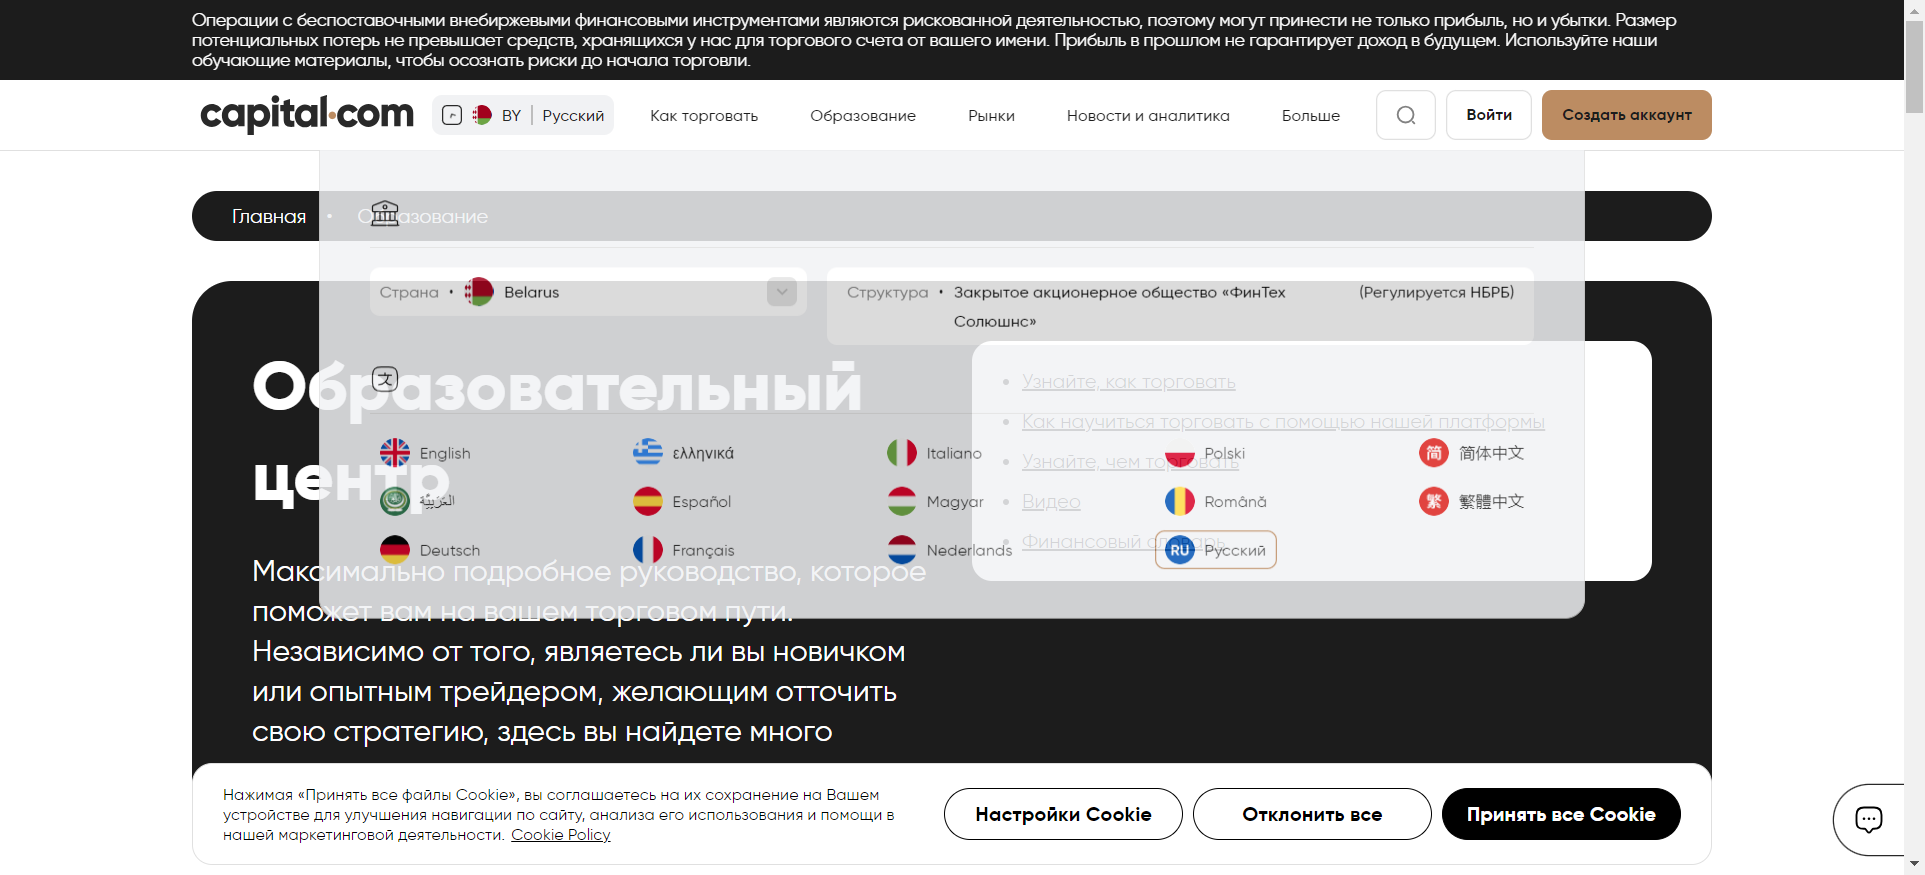 Операции с беспоставочными внебиржевыми финансовыми инструментами являются рискованной деятельностью, поэтому могут принести не только прибыль, но и убытки. Размер
потенциальных потерь не превышает средств, хранящихся у нас для торгового счета от вашего имени. Прибыль в прошлом не гарантирует доход в будущем. Используйте наши
обучающие материалы, чтобы осознать риски до начала торговли.
capital.com
BY | Русский
Как торговать
Образование
Рынки
Новости и аналитика
Больше
Войти
Создать аккаунт
Главная • Образование
Страна • Belarus
Структура • Закрытое акционерное общество «ФинТех
Солюшнс»
(Регулируется НБРБ)
Образовательный
центр
Узнайте, как торговать
Как научиться торговать с помощью нашей платформы
Узнайте, чем торговать
Видео
Финансовый словарь
English
ελληνικά
Italiano
Polski
简 简体中文
العَرَبِيَّة
Español
Magyar
Română
繁 繁體中文
Deutsch
Français
Nederlands
RU Русский
Максимально подробное руководство, которое
поможет вам на вашем торговом пути.
Независимо от того, являетесь ли вы новичком
или опытным трейдером, желающим отточить
свою стратегию, здесь вы найдете много
Нажимая «Принять все файлы Cookie», вы соглашаетесь на их сохранение на Вашем
устройстве для улучшения навигации по сайту, анализа его использования и помощи в
нашей маркетинговой деятельности. Cookie Policy
Настройки Cookie
Отклонить все
Принять все Cookie